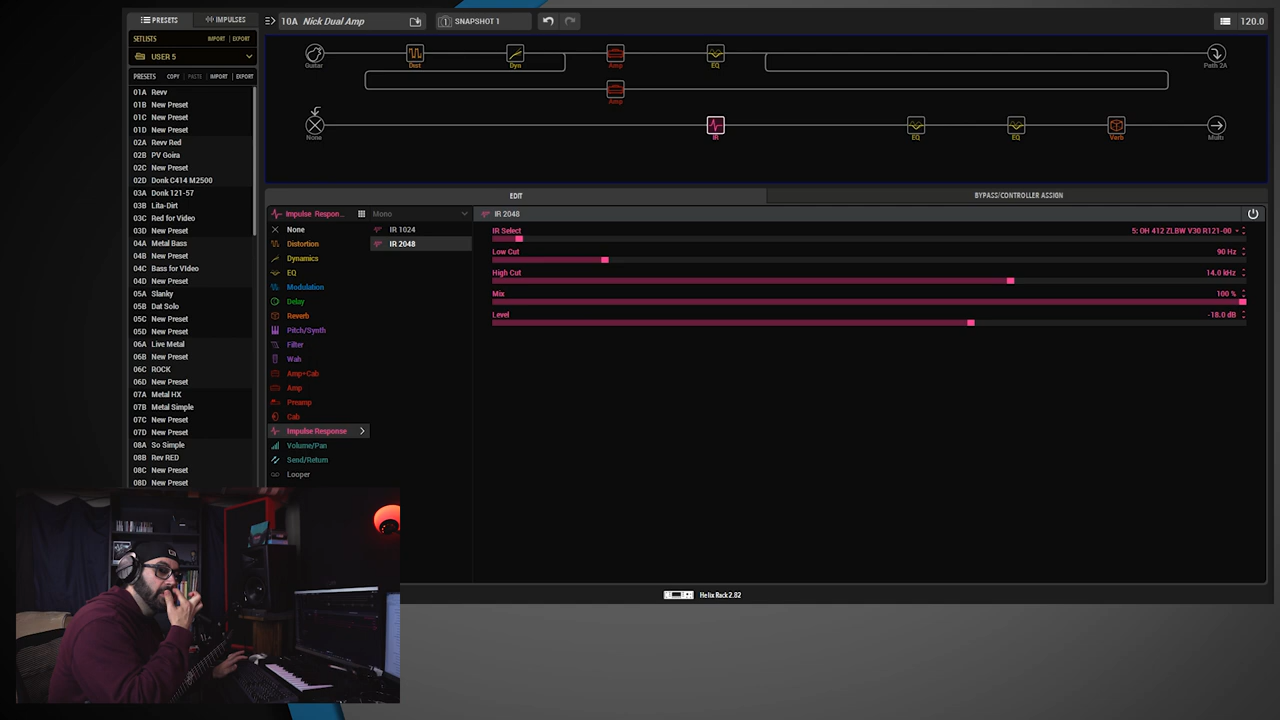 PRESETS
IMPULSES
SETLISTS
IMPORT
EXPORT
USER 5
PRESETS
COPY
PASTE
IMPORT
EXPORT
01A Revv
01B New Preset
01C New Preset
01D New Preset
02A Revv Red
02B PV Goira
02C New Preset
02D Donk C414 M2500
03A Donk 121-57
03B Lita-Dirt
03C Red for Video
03D New Preset
04A Metal Bass
04B New Preset
04C Bass for Video
04D New Preset
05A Slanky
05B Dat Solo
05C New Preset
05D New Preset
06A Live Metal
06B New Preset
06C ROCK
06D New Preset
07A Metal HX
07B Metal Simple
07C New Preset
07D New Preset
08A So Simple
08B Rev RED
08C New Preset
08D New Preset
10A Nick Dual Amp
SNAPSHOT 1
120.0
Guitar
Dist
Dyn
Amp
EQ
Path 2A
Amp
None
IR
EQ
EQ
Verb
Multi
EDIT
BYPASS/CONTROLLER ASSIGN
Impulse Respon...
Mono
IR 2048
None
Distortion
Dynamics
EQ
Modulation
Delay
Reverb
Pitch/Synth
Filter
Wah
Amp+Cab
Amp
Preamp
Cab
Impulse Response
Volume/Pan
Send/Return
Looper
IR 1024
IR 2048
IR Select 5: OH 412 ZLBW V30 R121-00
Low Cut 90 Hz
High Cut 14.0 kHz
Mix 100 %
Level -18.0 dB
Helix Rack 2.82